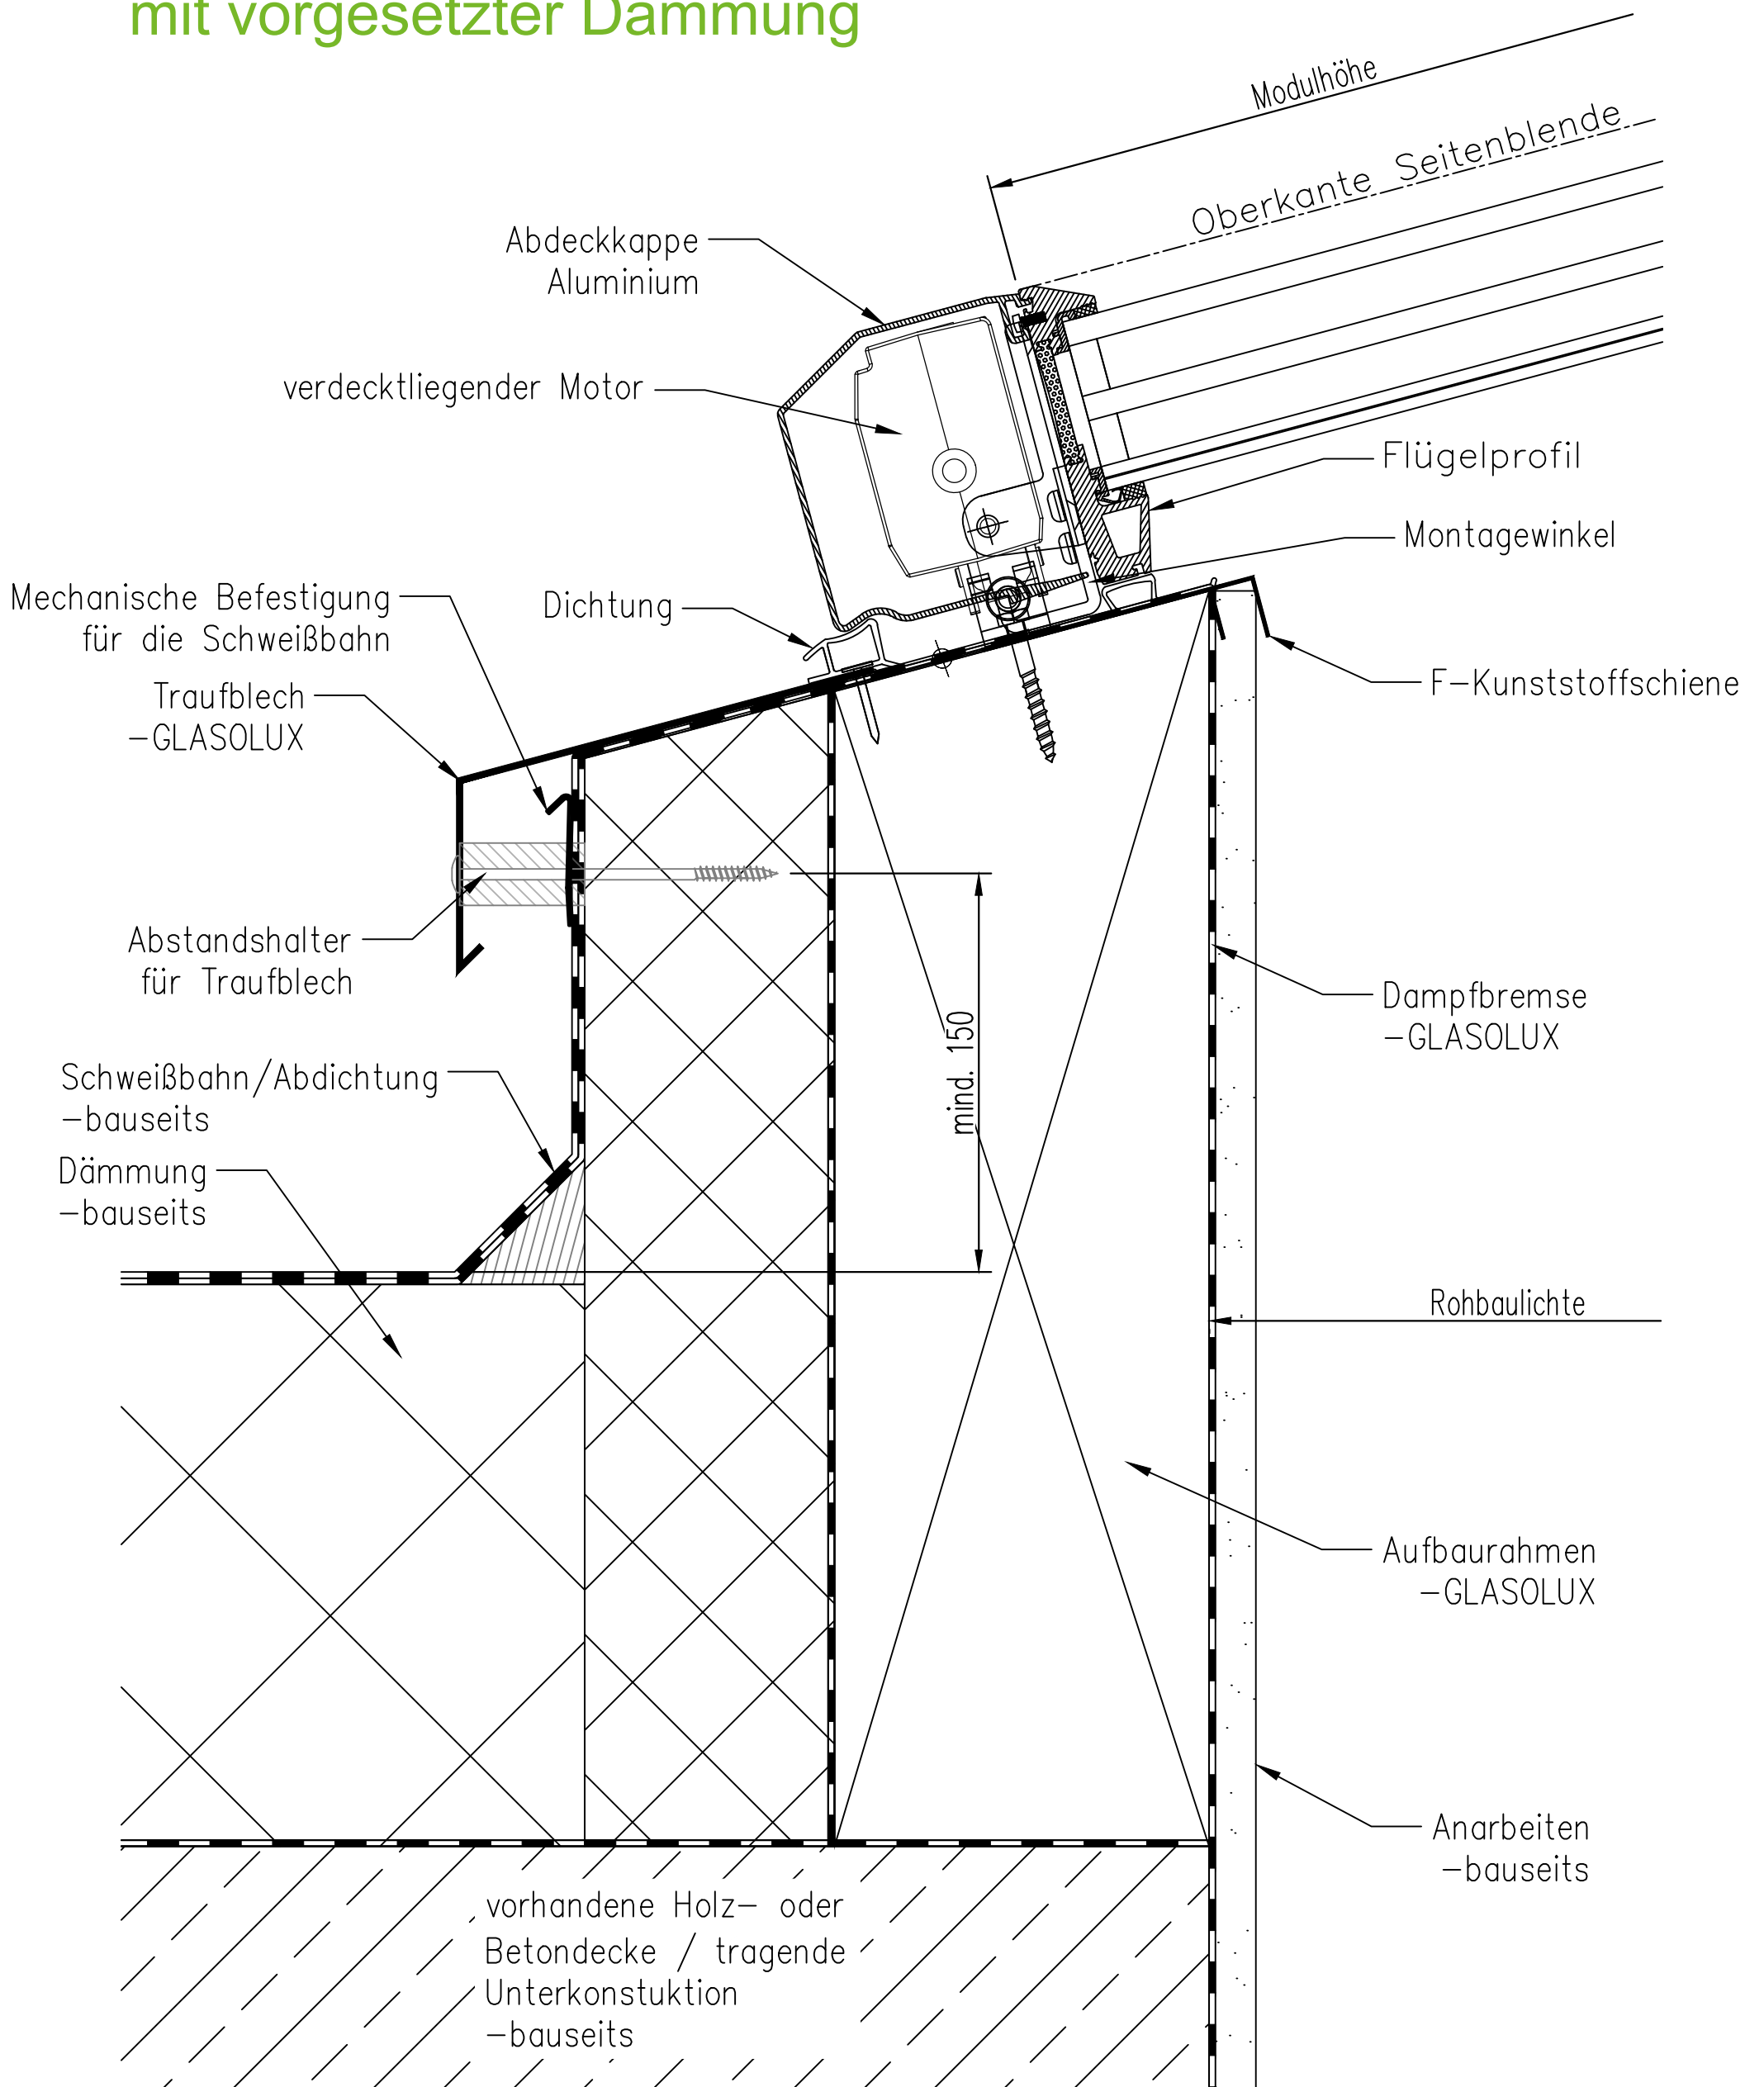 mit vorgesetzter Dämmung
Modulhöhe
Oberkante Seitenblende
Abdeckkappe
Aluminium
verdecktliegender Motor
Flügelprofil
Montagewinkel
Mechanische Befestigung
für die Schweißbahn
Dichtung
F-Kunststoffschiene
Traufblech
-GLASOLUX
Abstandshalter
für Traufblech
Dampfbremse
-GLASOLUX
mind. 150
Schweißbahn/Abdichtung
-bauseits
Dämmung
-bauseits
Rohbaulichte
Aufbaurahmen
-GLASOLUX
Anarbeiten
-bauseits
vorhandene Holz- oder
Betondecke / tragende
Unterkonstuktion
-bauseits